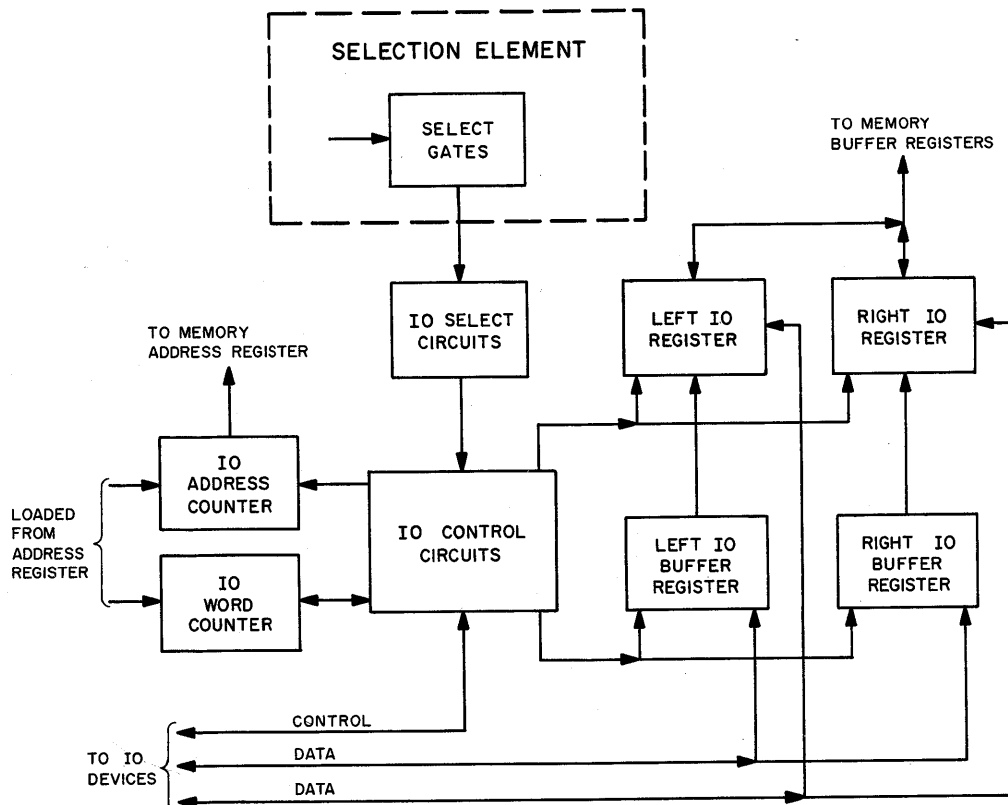 SELECTION ELEMENT
SELECT
GATES
TO MEMORY
BUFFER REGISTERS
IO SELECT
CIRCUITS
LEFT IO
REGISTER
RIGHT IO
REGISTER
TO MEMORY
ADDRESS REGISTER
IO
ADDRESS
COUNTER
LOADED
FROM
ADDRESS
REGISTER
IO CONTROL
CIRCUITS
LEFT IO
BUFFER
REGISTER
RIGHT IO
BUFFER
REGISTER
IO
WORD
COUNTER
CONTROL
TO IO
DEVICES
DATA
DATA